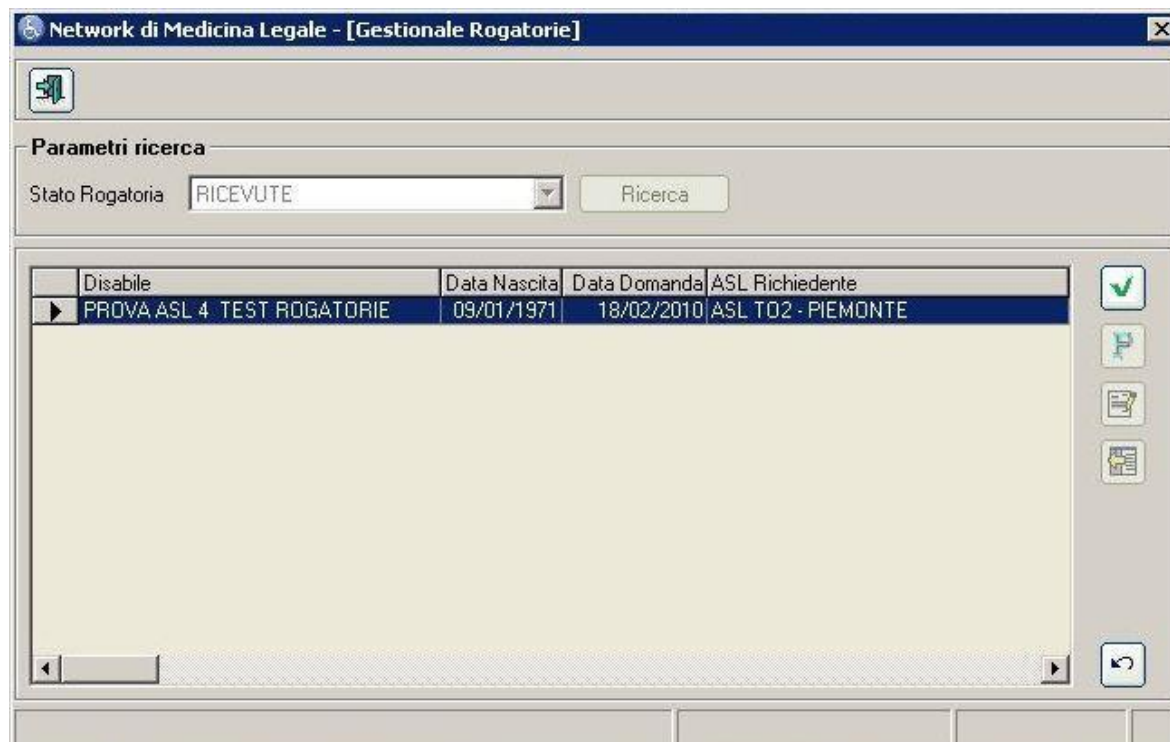 Network di Medicina Legale - [Gestionale Rogatorie]
Parametri ricerca
Stato Rogatoria RICEVUTE Ricerca
Disabile Data Nascita Data Domanda ASL Richiedente
PROVA ASL 4 TEST ROGATORIE 09/01/1971 18/02/2010 ASL TO2 - PIEMONTE